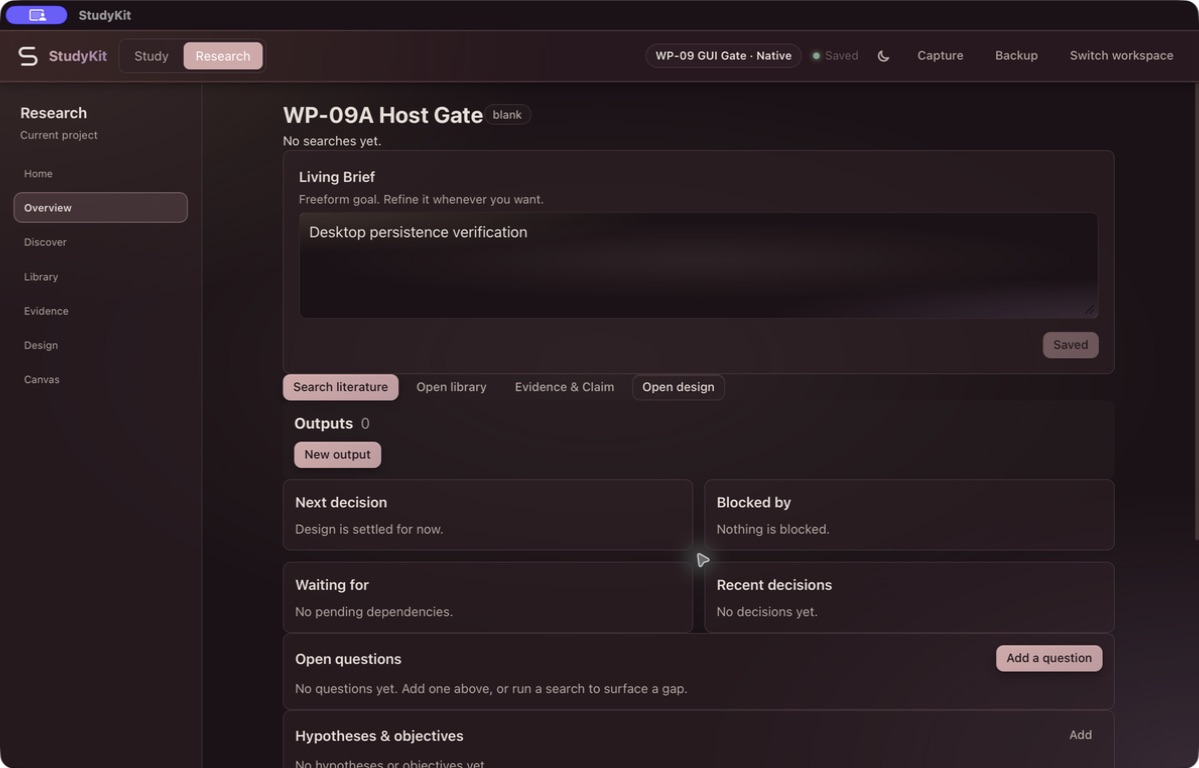 StudyKit
StudyKit Study Research WP-09 GUI Gate · Native Saved Capture Backup Switch workspace
Research
Current project
Home
Overview
Discover
Library
Evidence
Design
Canvas
WP-09A Host Gate blank
No searches yet.
Living Brief
Freeform goal. Refine it whenever you want.
Desktop persistence verification
Saved
Search literature Open library Evidence & Claim Open design
Outputs 0
New output
Next decision
Design is settled for now.
Blocked by
Nothing is blocked.
Waiting for
No pending dependencies.
Recent decisions
No decisions yet.
Open questions Add a question
No questions yet. Add one above, or run a search to surface a gap.
Hypotheses & objectives Add
No hypotheses or objectives yet